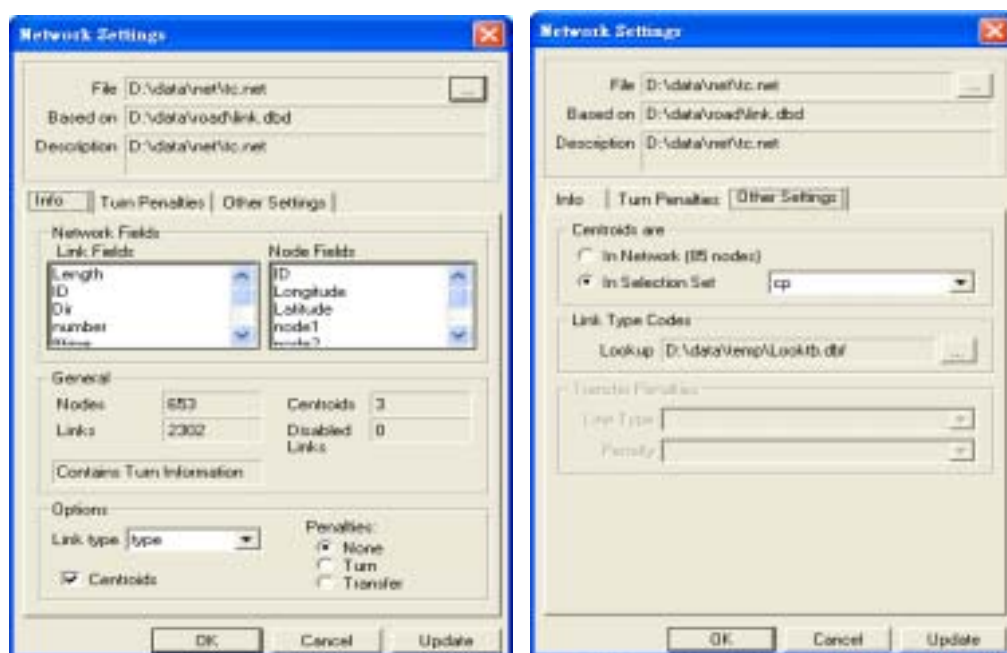 Network Settings
File D:\data\net\tc.net
...
Based on D:\data\road\link.dbd
Description D:\data\net\tc.net
Info Turn Penalties Other Settings
Network Fields
Link Fields
Length
ID
Dir
number
Node Fields
ID
Longitude
Latitude
node1
node2
General
Nodes 653
Centroids 3
Links 2302
Disabled Links 0
Contains Turn Information
Options
Link type type
Centroids
Penalties:
None
Turn
Transfer
OK Cancel Update
Network Settings
File D:\data\net\tc.net
...
Based on D:\data\road\link.dbd
Description D:\data\net\tc.net
Info Turn Penalties Other Settings
Centroids are
In Network (85 nodes)
In Selection Set cp
Link Type Codes
Lookup D:\data\temp\Looktb.dbf
...
Transfer Penalties
Line Type
Penalty
OK Cancel Update